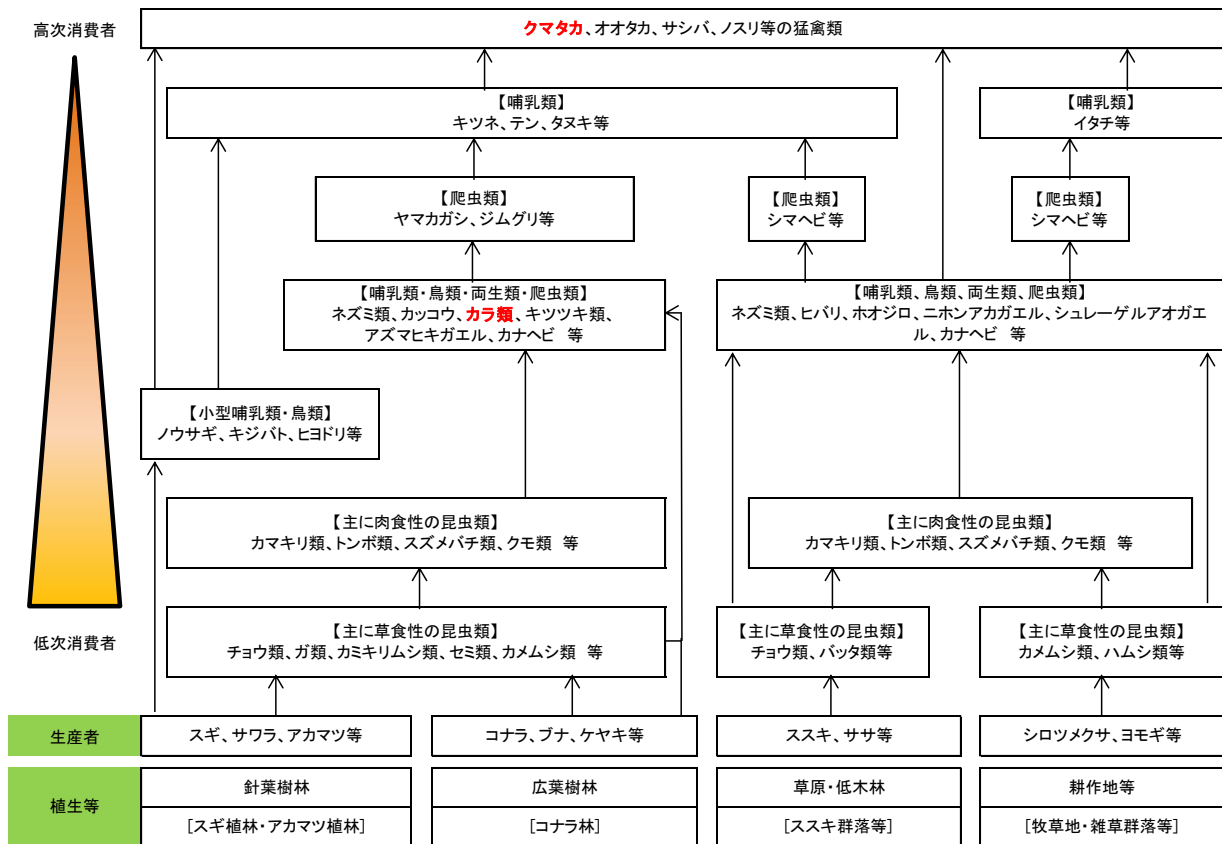 高次消費者
クマタカ、オオタカ、サシバ、ノスリ等の猛禽類
【哺乳類】
キツネ、テン、タヌキ等
【哺乳類】
イタチ等
【爬虫類】
ヤマカガシ、ジムグリ等
【爬虫類】
シマヘビ等
【爬虫類】
シマヘビ等
【哺乳類・鳥類・両生類・爬虫類】
ネズミ類、カッコウ、カラ類、キツツキ類、
アズマヒキガエル、カナヘビ 等
【哺乳類、鳥類、両生類、爬虫類】
ネズミ類、ヒバリ、ホオジロ、ニホンアカガエル、シュレーゲルアオガエ
ル、カナヘビ 等
【小型哺乳類・鳥類】
ノウサギ、キジバト、ヒヨドリ等
【主に肉食性の昆虫類】
カマキリ類、トンボ類、スズメバチ類、クモ類 等
【主に肉食性の昆虫類】
カマキリ類、トンボ類、スズメバチ類、クモ類 等
低次消費者
【主に草食性の昆虫類】
チョウ類、ガ類、カミキリムシ類、セミ類、カメムシ類 等
【主に草食性の昆虫類】
チョウ類、バッタ類等
【主に草食性の昆虫類】
カメムシ類、ハムシ類等
生産者
スギ、サワラ、アカマツ等
コナラ、ブナ、ケヤキ等
ススキ、ササ等
シロツメクサ、ヨモギ等
植生等
針葉樹林
広葉樹林
草原・低木林
耕作地等
[スギ植林・アカマツ植林]
[コナラ林]
[ススキ群落等]
[牧草地・雑草群落等]